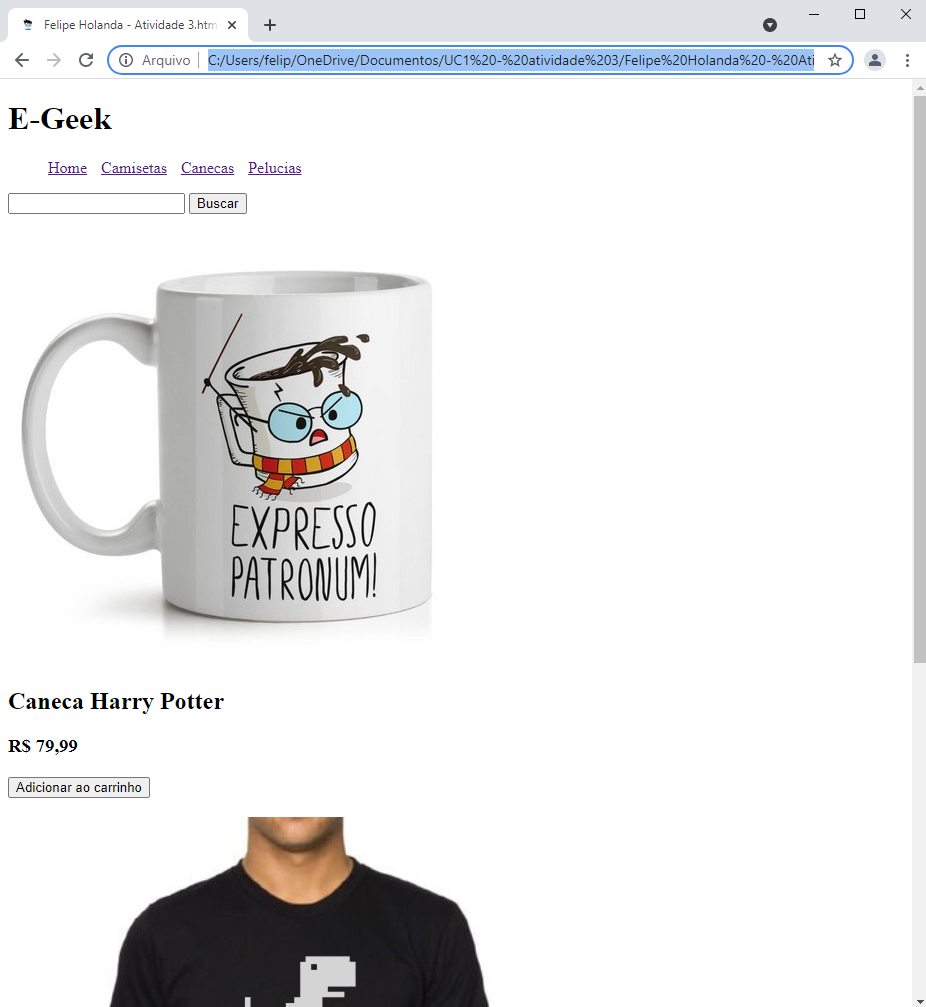 Felipe Holanda - Atividade 3.htm
Arquivo
C:/Users/felip/OneDrive/Documentos/UC1%20-%20atividade%203/Felipe%20Holanda%20-%20Ati
E-Geek
Home Camisetas Canecas Pelucias
Buscar
EXPRESSO
PATRONUM!
Caneca Harry Potter
R$ 79,99
Adicionar ao carrinho